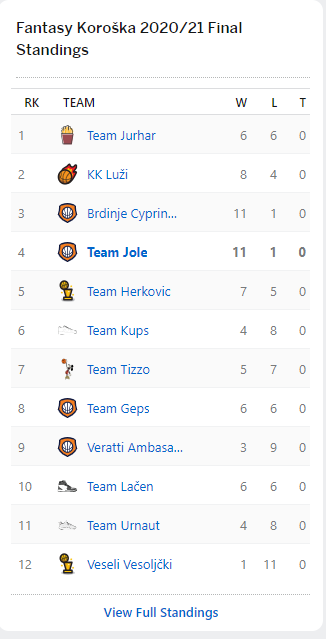 Fantasy Koroška 2020/21 Final
Standings
RK TEAM W L T
1 Team Jurhar 6 6 0
2 KK Luži 8 4 0
3 Brdinje Cyprin... 11 1 0
4 Team Jole 11 1 0
5 Team Herkovic 7 5 0
6 Team Kups 4 8 0
7 Team Tizzo 5 7 0
8 Team Geps 6 6 0
9 Veratti Ambasa... 3 9 0
10 Team Lačen 6 6 0
11 Team Urnaut 4 8 0
12 Veseli Vesoljčki 1 11 0
View Full Standings